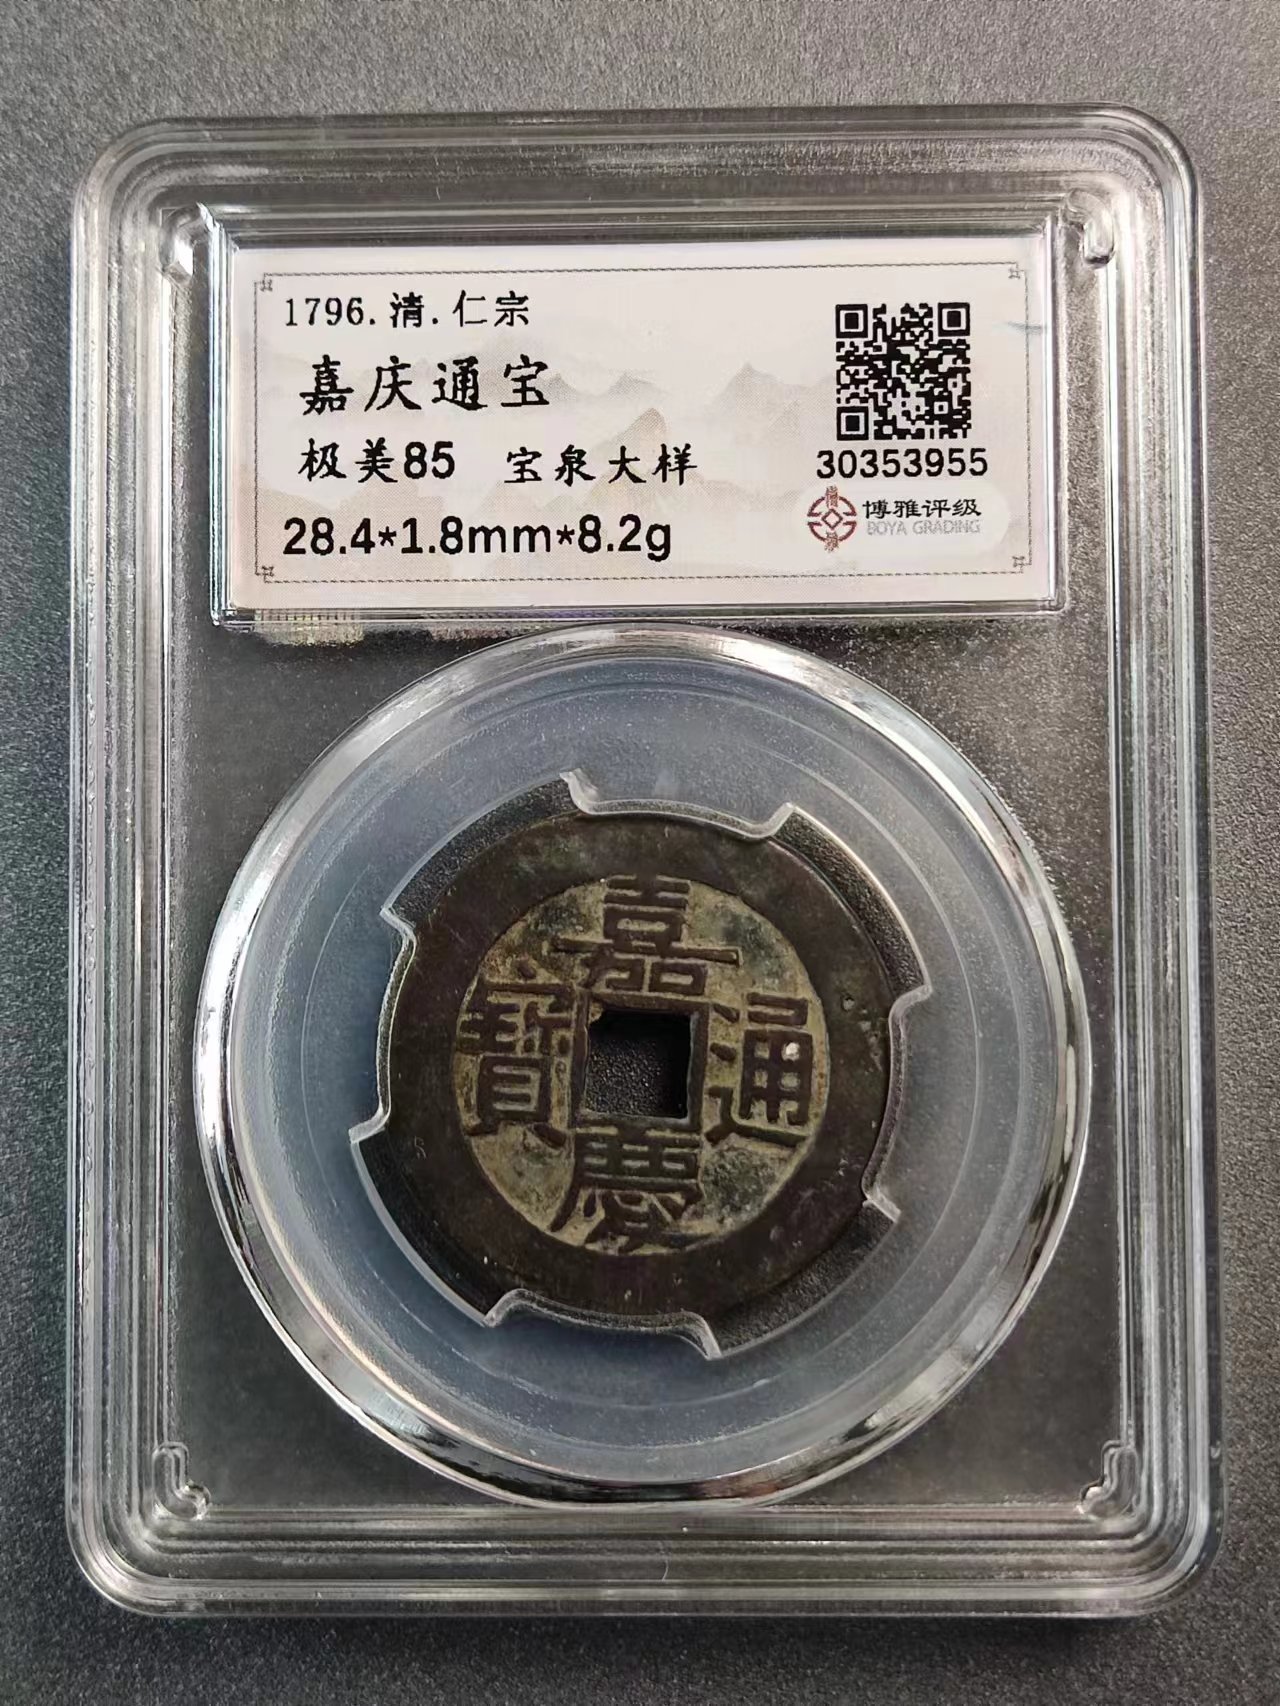 1796.清.仁宗
嘉庆通宝
极美85 宝泉大样
28.4*1.8mm*8.2g
30353955
博雅评级
BOYA GRADING
嘉
寶 通
慶